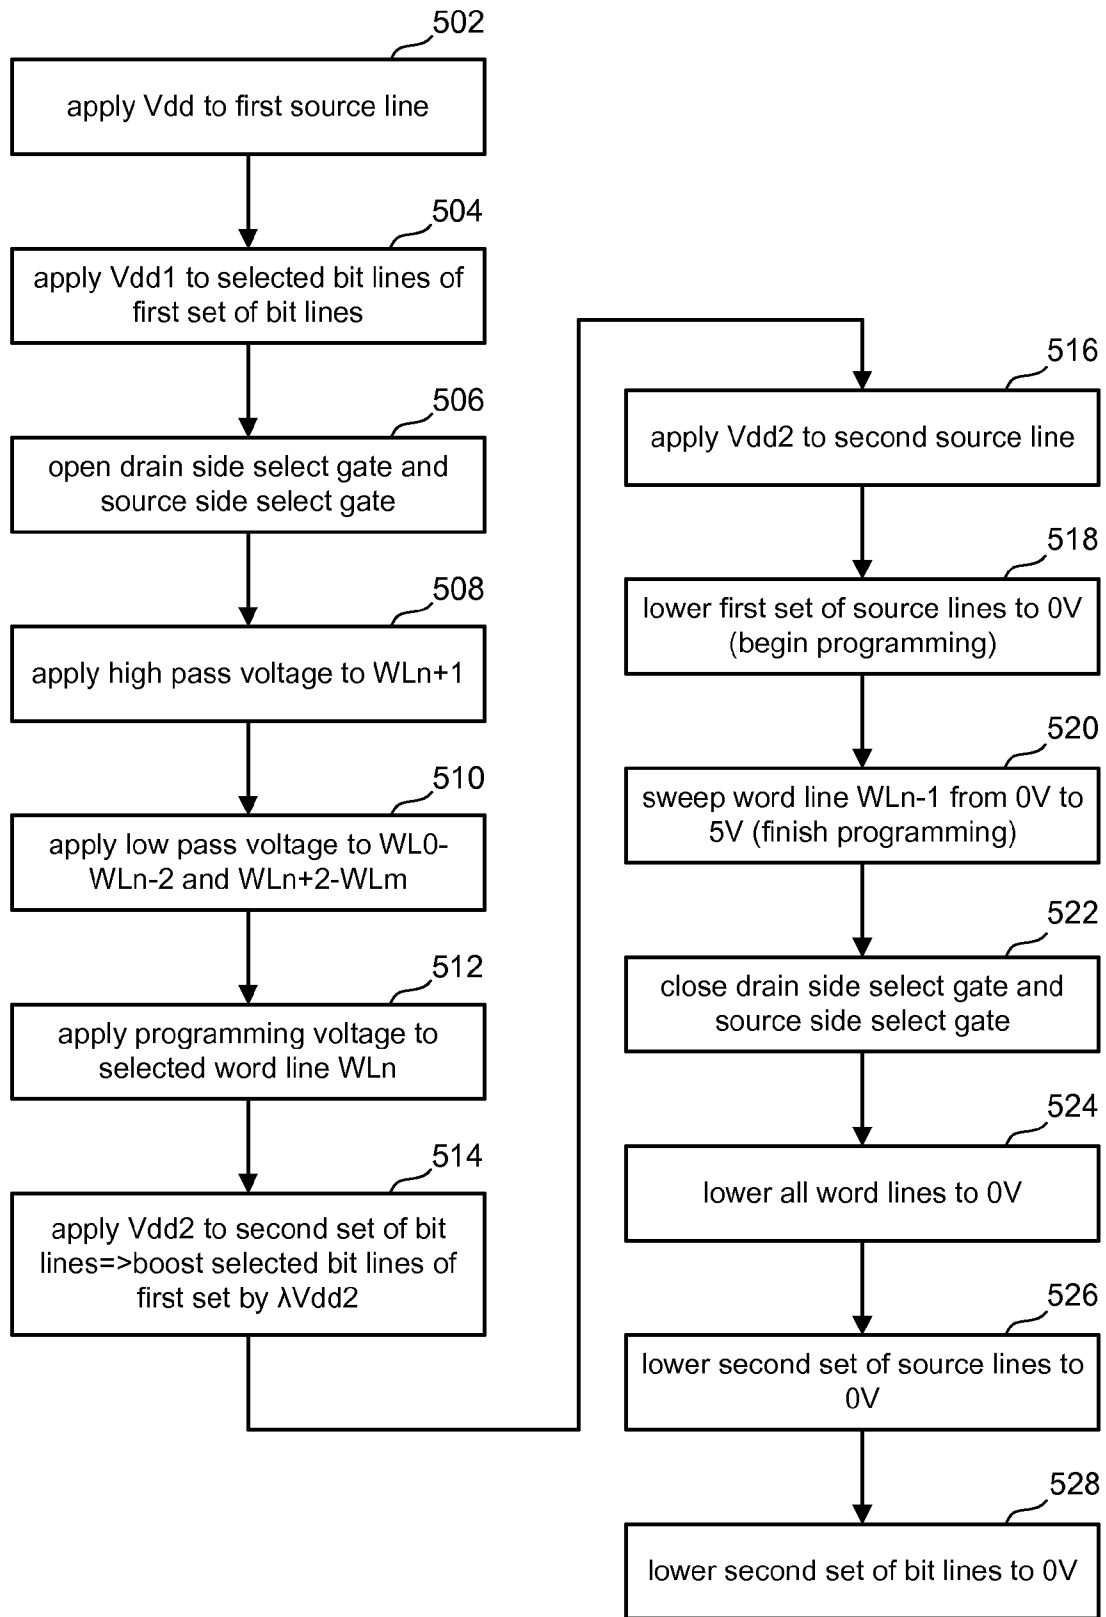 502
apply Vdd to first source line
504
apply Vdd1 to selected bit lines of
first set of bit lines
506
open drain side select gate and
source side select gate
508
apply high pass voltage to WLn+1
510
apply low pass voltage to WL0-
WLn-2 and WLn+2-WLm
512
apply programming voltage to
selected word line WLn
514
apply Vdd2 to second set of bit
lines=>boost selected bit lines of
first set by λVdd2
516
apply Vdd2 to second source line
518
lower first set of source lines to 0V
(begin programming)
520
sweep word line WLn-1 from 0V to
5V (finish programming)
522
close drain side select gate and
source side select gate
524
lower all word lines to 0V
526
lower second set of source lines to
0V
528
lower second set of bit lines to 0V